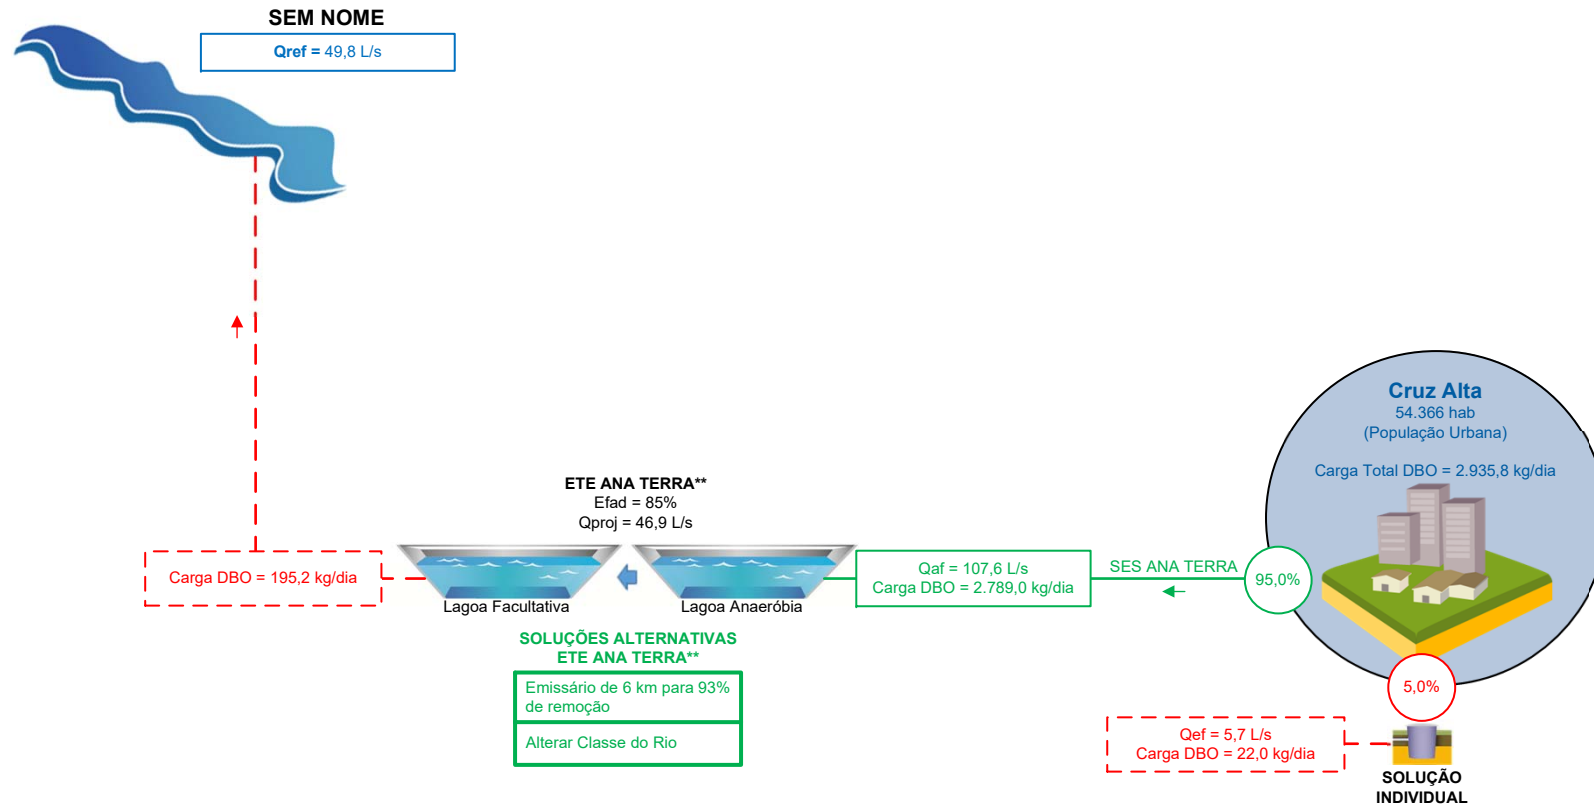 SEM NOME
Qref = 49,8 L/s
Cruz Alta
54.366 hab
(População Urbana)
Carga Total DBO = 2.935,8 kg/dia
ETE ANA TERRA**
Efad = 85%
Qproj = 46,9 L/s
Carga DBO = 195,2 kg/dia
Lagoa Facultativa
Lagoa Anaeróbia
Qaf = 107,6 L/s
Carga DBO = 2.789,0 kg/dia
SES ANA TERRA
95,0%
SOLUÇÕES ALTERNATIVAS
ETE ANA TERRA**
Emissário de 6 km para 93%
de remoção
Alterar Classe do Rio
5,0%
Qef = 5,7 L/s
Carga DBO = 22,0 kg/dia
SOLUÇÃO
INDIVIDUAL